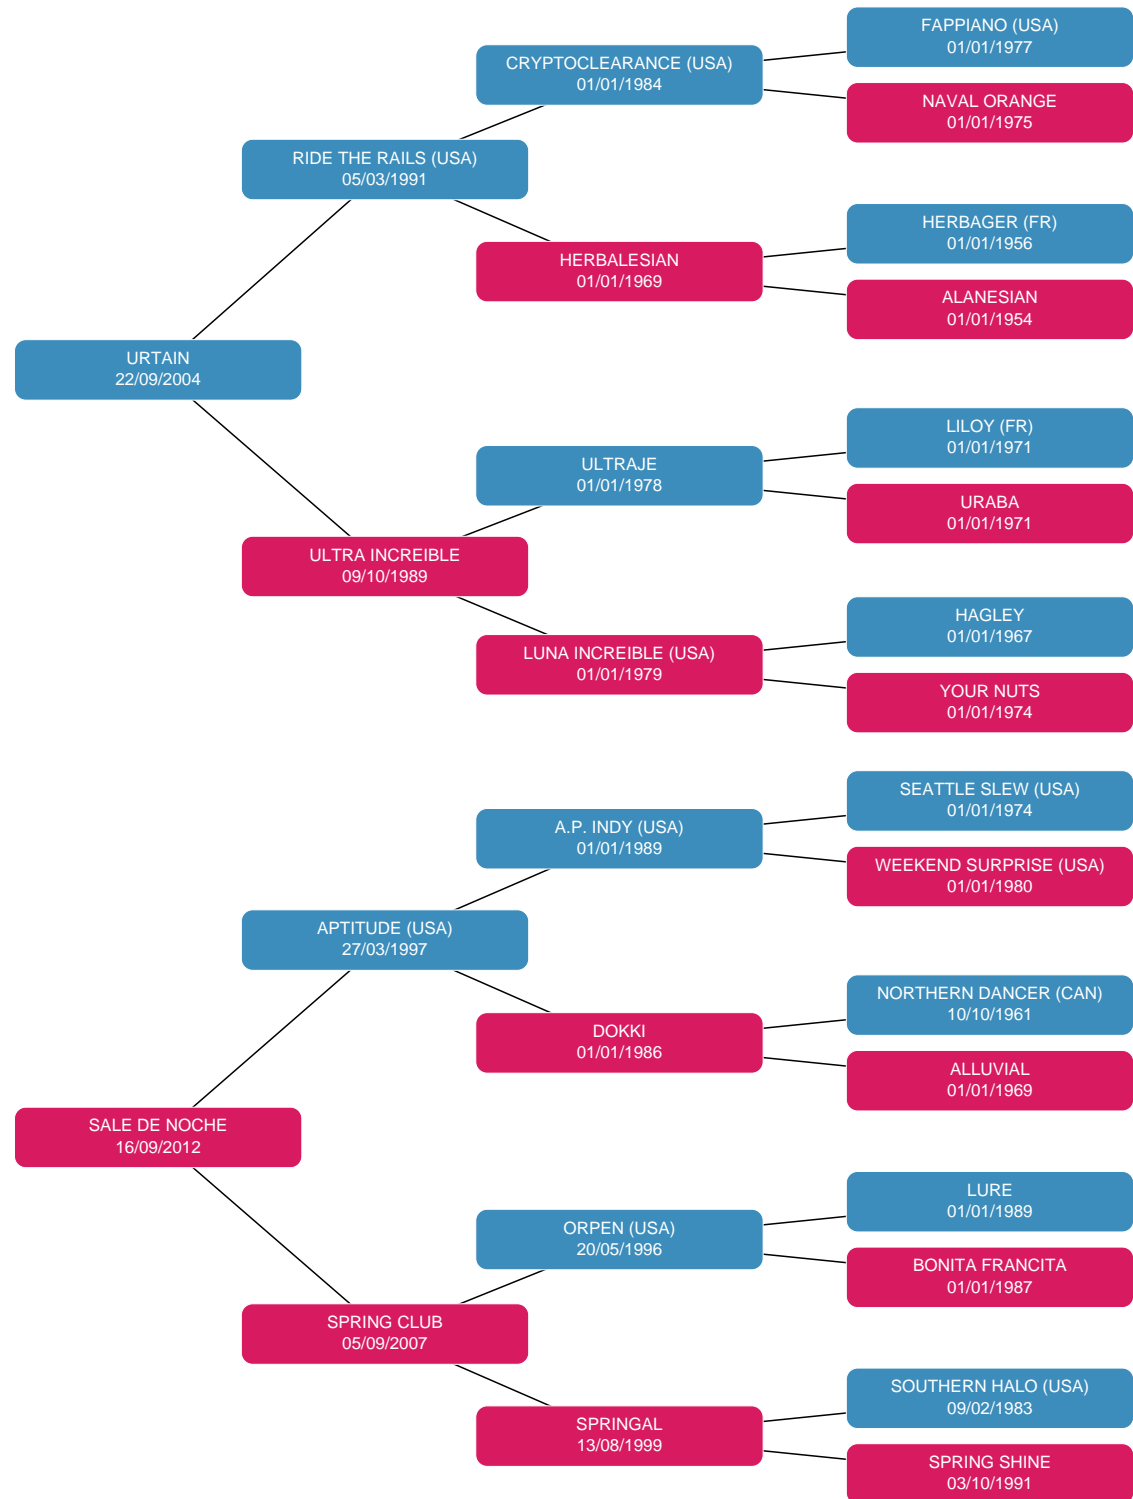 FAPPIANO (USA)
01/01/1977
CRYPTOCLEARANCE (USA)
01/01/1984
NAVAL ORANGE
01/01/1975
RIDE THE RAILS (USA)
05/03/1991
HERBAGER (FR)
01/01/1956
HERBALESIAN
01/01/1969
ALANESIAN
01/01/1954
URTAIN
22/09/2004
LILOY (FR)
01/01/1971
ULTRAJE
01/01/1978
URABA
01/01/1971
ULTRA INCREIBLE
09/10/1989
HAGLEY
01/01/1967
LUNA INCREIBLE (USA)
01/01/1979
YOUR NUTS
01/01/1974
SEATTLE SLEW (USA)
01/01/1974
A.P. INDY (USA)
01/01/1989
WEEKEND SURPRISE (USA)
01/01/1980
APTITUDE (USA)
27/03/1997
NORTHERN DANCER (CAN)
10/10/1961
DOKKI
01/01/1986
ALLUVIAL
01/01/1969
SALE DE NOCHE
16/09/2012
LURE
01/01/1989
ORPEN (USA)
20/05/1996
BONITA FRANCITA
01/01/1987
SPRING CLUB
05/09/2007
SOUTHERN HALO (USA)
09/02/1983
SPRINGAL
13/08/1999
SPRING SHINE
03/10/1991